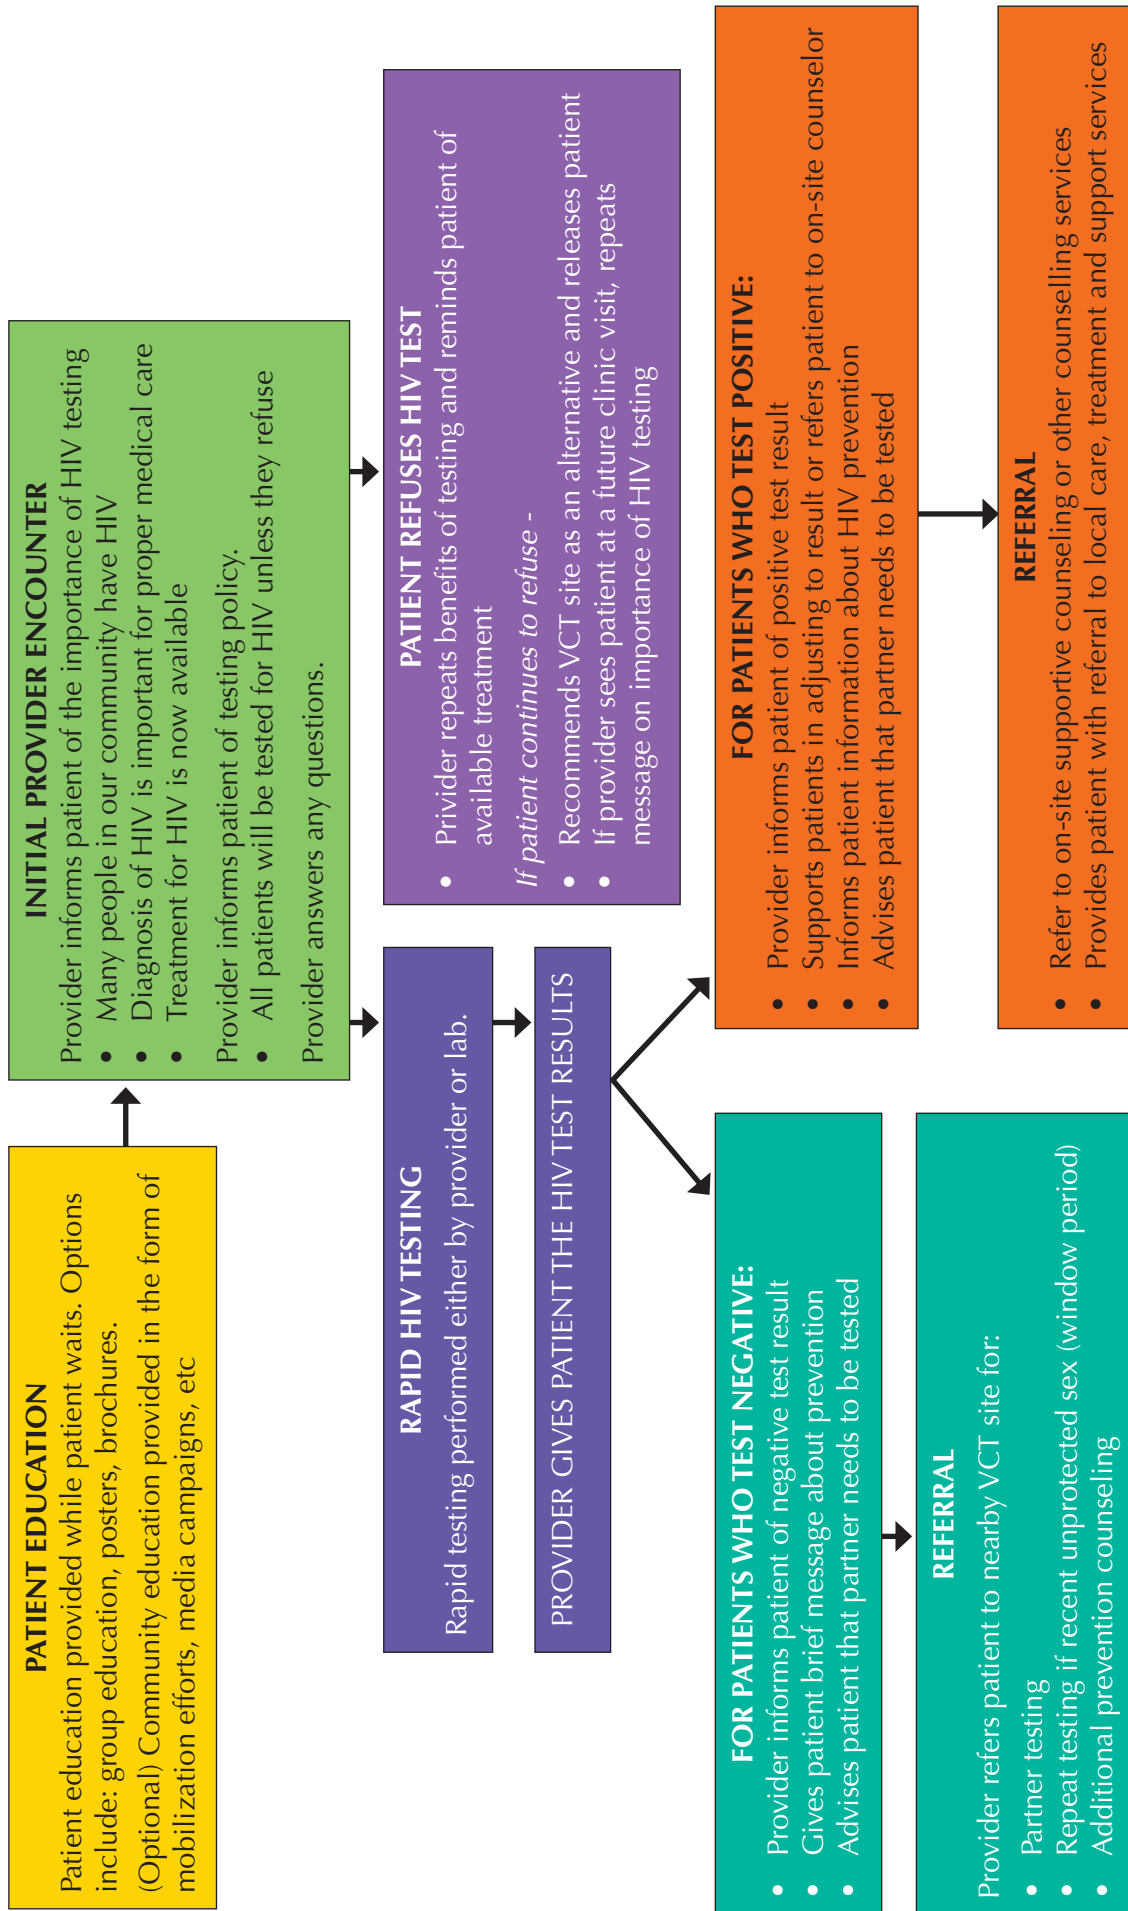 PATIENT EDUCATION
Patient education provided while patient waits. Options
include: group education, posters, brochures.
(Optional) Community education provided in the form of
mobilization efforts, media campaigns, etc
INITIAL PROVIDER ENCOUNTER
Provider informs patient of the importance of HIV testing
• Many people in our community have HIV
• Diagnosis of HIV is important for proper medical care
• Treatment for HIV is now available
Provider informs patient of testing policy.
• All patients will be tested for HIV unless they refuse
Provider answers any questions.
RAPID HIV TESTING
Rapid testing performed either by provider or lab.
PROVIDER GIVES PATIENT THE HIV TEST RESULTS
PATIENT REFUSES HIV TEST
• Privider repeats benefits of testing and reminds patient of
available treatment
If patient continues to refuse -
• Recommends VCT site as an alternative and releases patient
• If provider sees patient at a future clinic visit, repeats
message on importance of HIV testing
FOR PATIENTS WHO TEST NEGATIVE:
• Provider informs patient of negative test result
• Gives patient brief message about prevention
• Advises patient that partner needs to be tested
REFERRAL
Provider refers patient to nearby VCT site for:
• Partner testing
• Repeat testing if recent unprotected sex (window period)
• Additional prevention counseling
FOR PATIENTS WHO TEST POSITIVE:
• Provider informs patient of positive test result
• Supports patients in adjusting to result or refers patient to on-site counselor
• Informs patient information about HIV prevention
• Advises patient that partner needs to be tested
REFERRAL
• Refer to on-site supportive counseling or other counselling services
• Provides patient with referral to local care, treatment and support services